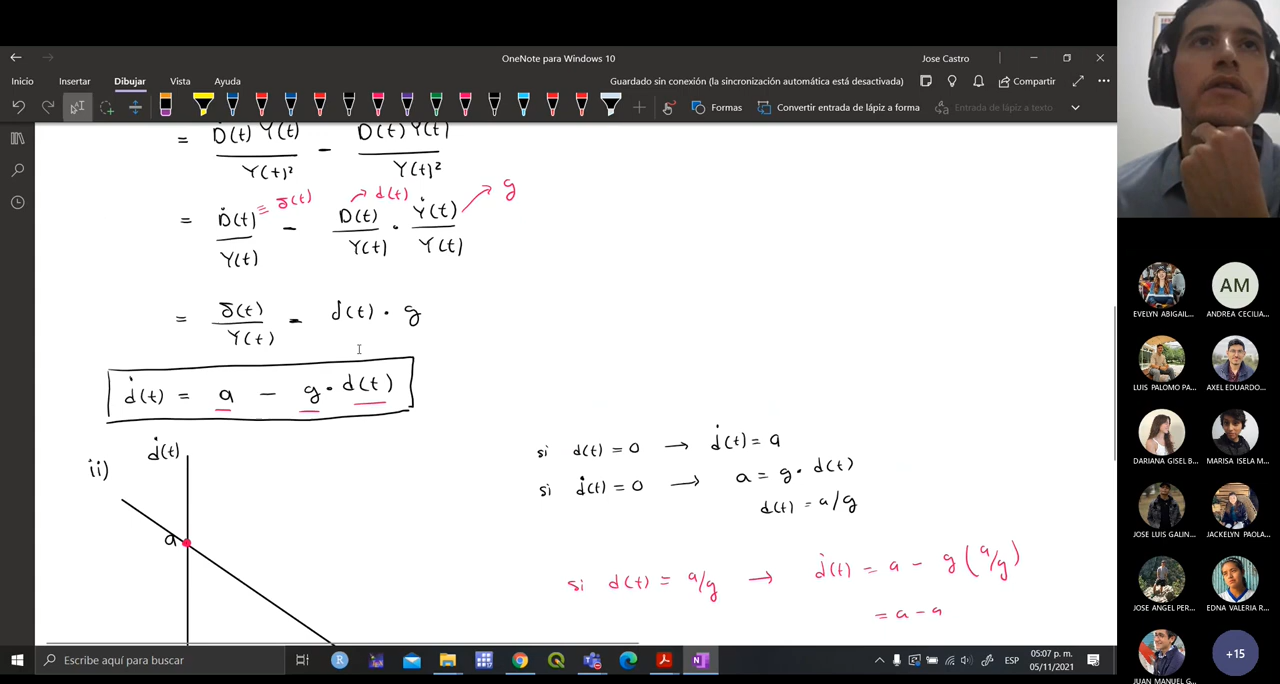 OneNote para Windows 10
Jose Castro
Inicio Insertar Dibujar Vista Ayuda
Guardado sin conexión (la sincronización automática está desactivada)
Compartir
Formas
Convertir entrada de lápiz a forma
Entrada de lápiz a texto
= Ḋ(t) Y(t) / Y(t)² − D(t) Ẏ(t) / Y(t)²
= Ḋ(t) / Y(t) − D(t) / Y(t) · Ẏ(t) / Y(t)
≡ δ(t)
→ d(t)
→ g
= δ(t) / Y(t) − d(t) · g
ḋ(t) = a − g · d(t)
ii)
ḋ(t)
a
si d(t) = 0 → ḋ(t) = a
si ḋ(t) = 0 → a = g · d(t)
d(t) = a/g
si d(t) = a/g → ḋ(t) = a − g (a/g)
= a − a
EVELYN ABIGAIL...
AM
ANDREA CECILIA...
LUIS PALOMO PA...
AXEL EDUARDO...
DARIANA GISEL B...
MARISA ISELA M...
JOSE LUIS GALIN...
JACKELYN PAOLA...
JOSE ANGEL PER...
EDNA VALERIA R...
JUAN MANUEL G...
+15
Escribe aquí para buscar
ESP
05:07 p. m.
05/11/2021